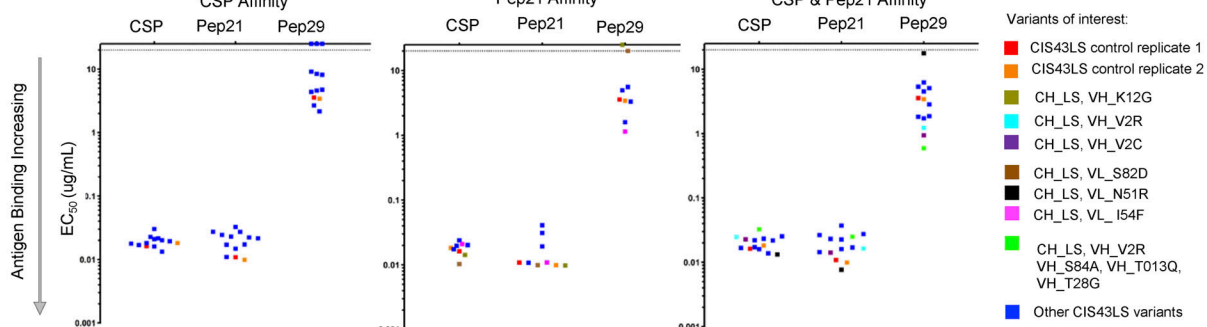 CSP Affinity
Pep21 Affinity
CSP & Pep21 Affinity
CSP Pep21 Pep29
CSP Pep21 Pep29
CSP Pep21 Pep29
Antigen Binding Increasing
EC50 (ug/mL)
10
1
0.1
0.01
0.001
10
1
0.1
0.01
0.001
10
1
0.1
0.01
0.001
Variants of interest:
CIS43LS control replicate 1
CIS43LS control replicate 2
CH_LS, VH_K12G
CH_LS, VH_V2R
CH_LS, VH_V2C
CH_LS, VL_S82D
CH_LS, VL_N51R
CH_LS, VL_ I54F
CH_LS, VH_V2R
VH_S84A, VH_T013Q,
VH_T28G
Other CIS43LS variants